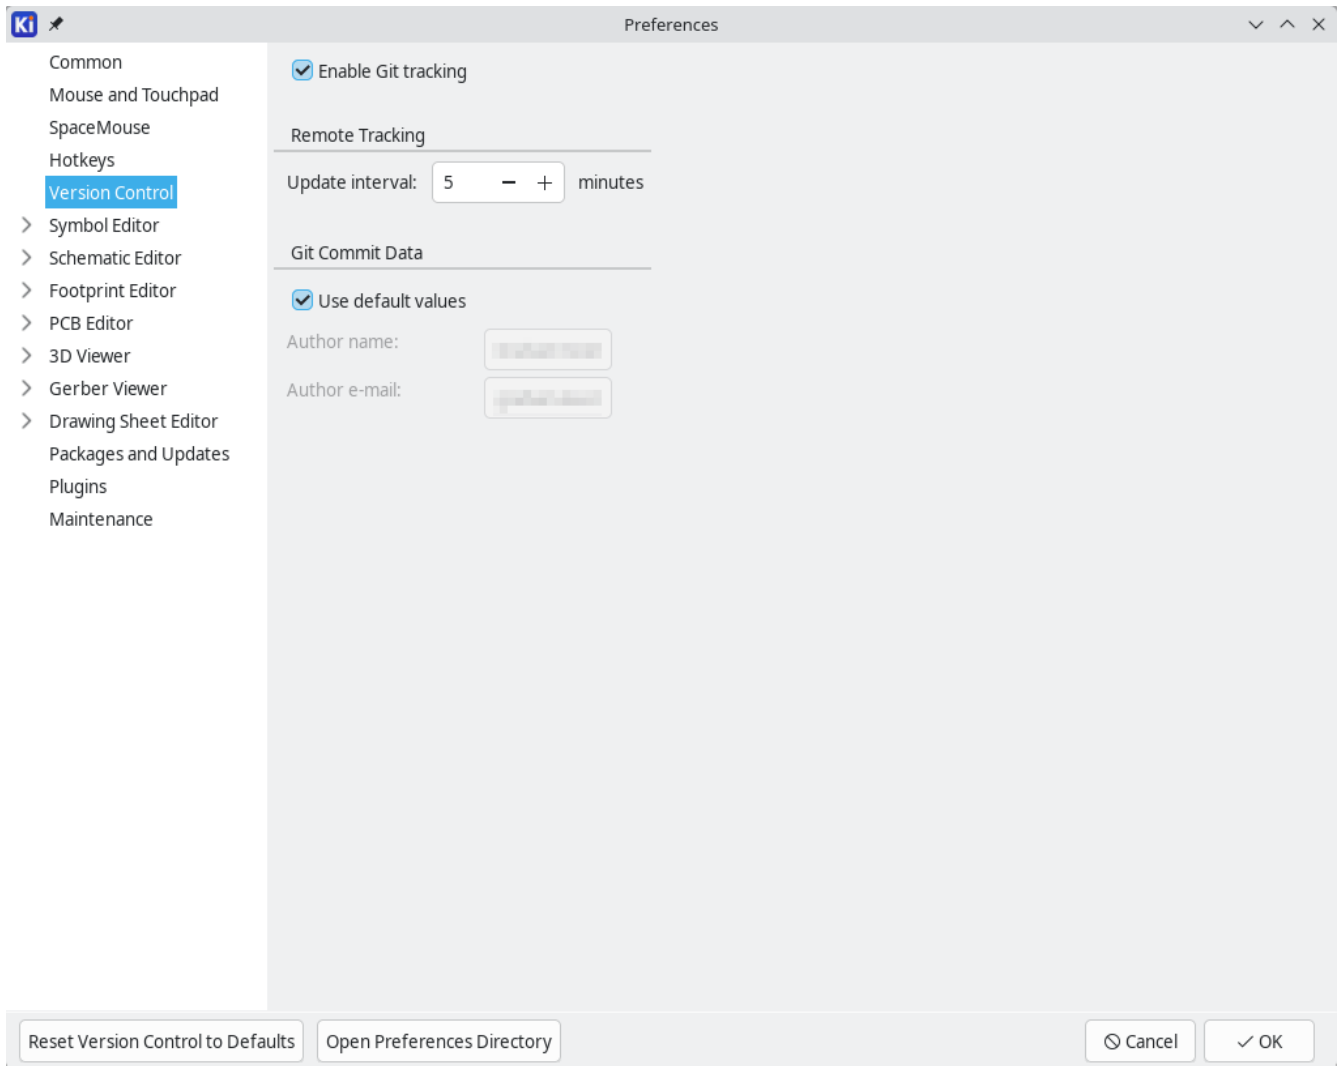 Ki
Preferences
Common
Mouse and Touchpad
SpaceMouse
Hotkeys
Version Control
Symbol Editor
Schematic Editor
Footprint Editor
PCB Editor
3D Viewer
Gerber Viewer
Drawing Sheet Editor
Packages and Updates
Plugins
Maintenance
Enable Git tracking
Remote Tracking
Update interval: 5 minutes
Git Commit Data
Use default values
Author name:
Author e-mail:
Reset Version Control to Defaults
Open Preferences Directory
Cancel
OK